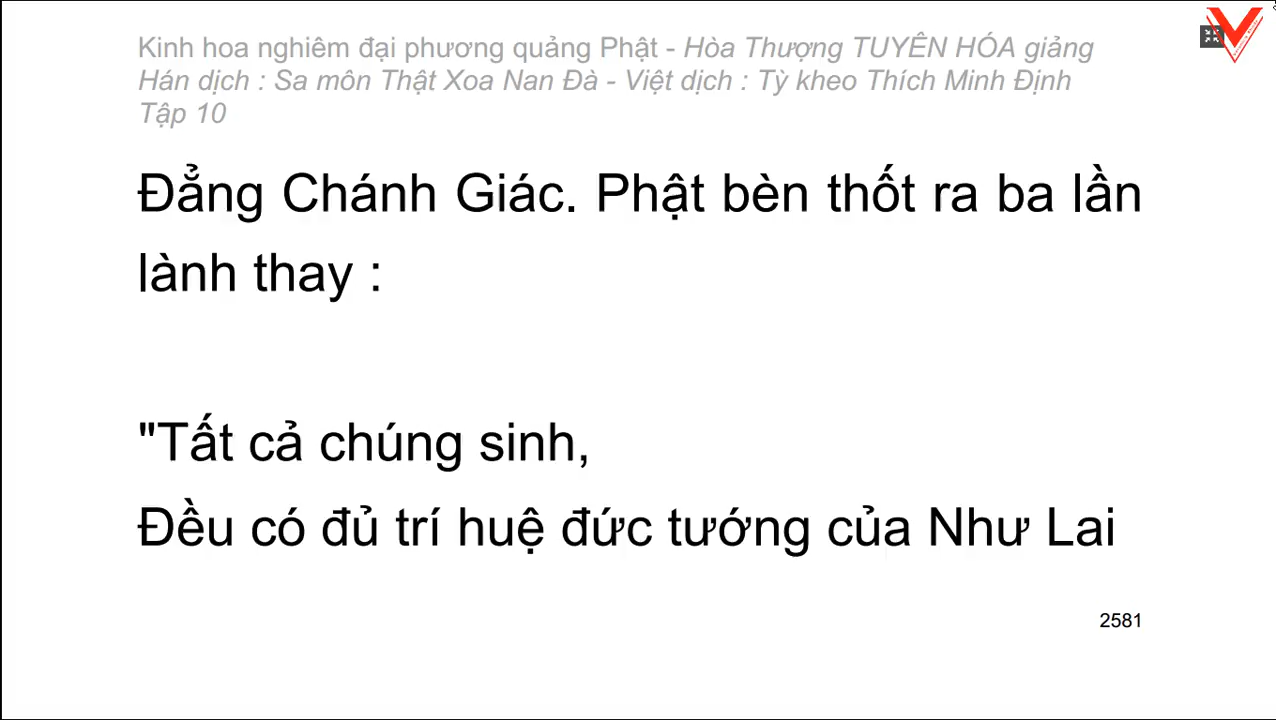 Kinh hoa nghiêm đại phương quảng Phật - Hòa Thượng TUYÊN HÓA giảng
Hán dịch : Sa môn Thật Xoa Nan Đà - Việt dịch : Tỳ kheo Thích Minh Định
Tập 10
Đẳng Chánh Giác. Phật bèn thốt ra ba lần
lành thay :
"Tất cả chúng sinh,
Đều có đủ trí huệ đức tướng của Như Lai
2581